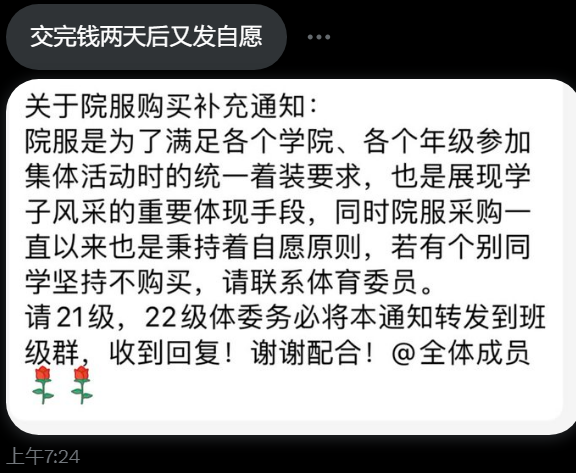 交完钱两天后又发自愿
关于院服购买补充通知：
院服是为了满足各个学院、各个年级参加
集体活动时的统一着装要求，也是展现学
子风采的重要体现手段，同时院服采购一
直以来也是秉持着自愿原则，若有个别同
学坚持不购买，请联系体育委员。
请21级，22级体委务必将本通知转发到班
级群，收到回复！谢谢配合！@全体成员
🌹🌹
上午7:24